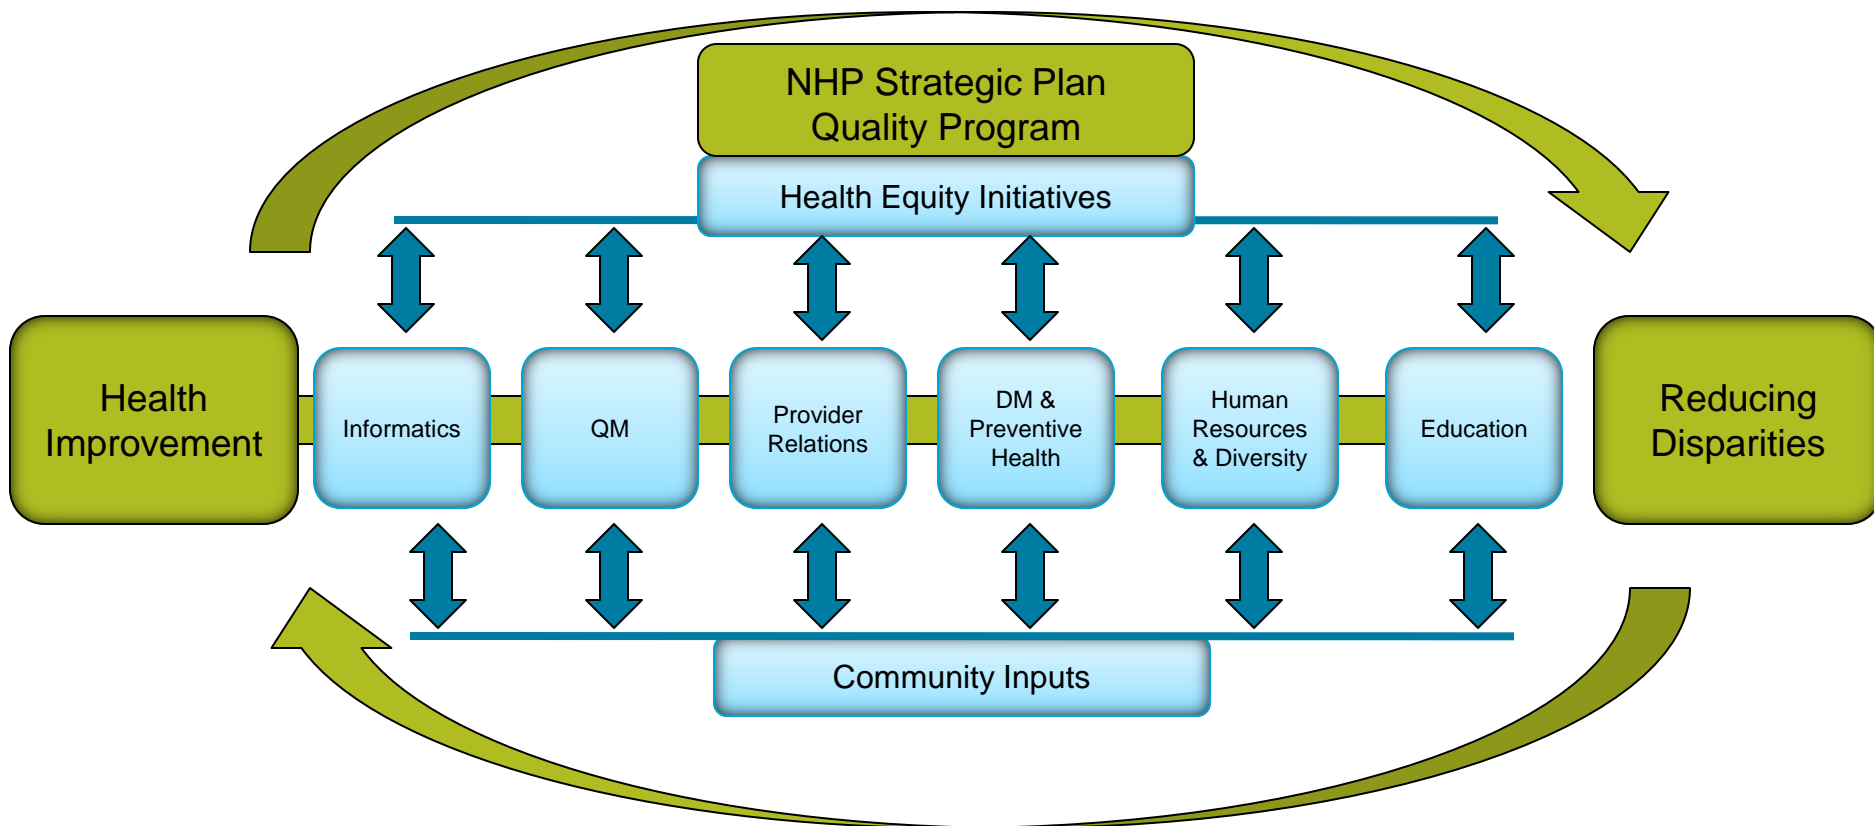 NHP Strategic Plan
Quality Program
Health Equity Initiatives
Health
Improvement
Informatics
QM
Provider
Relations
DM &
Preventive
Health
Human
Resources
& Diversity
Education
Reducing
Disparities
Community Inputs